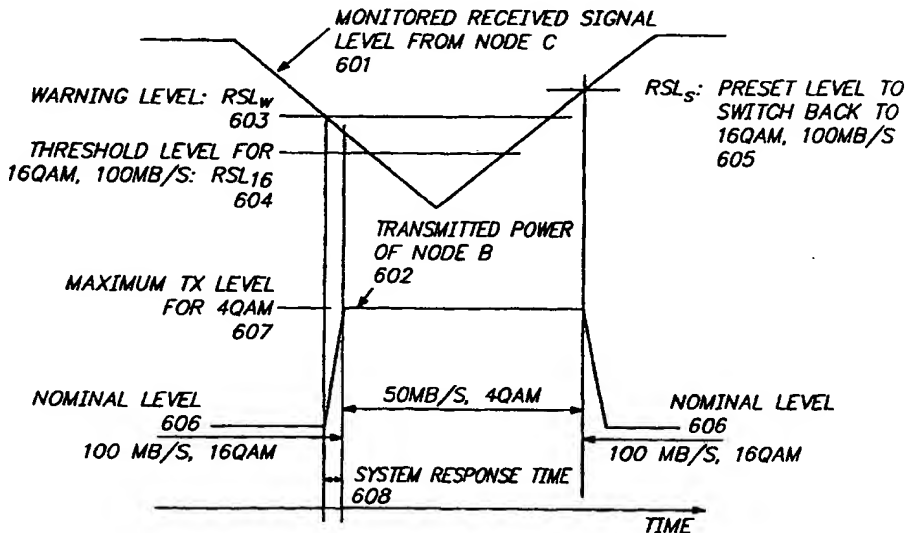 MONITORED RECEIVED SIGNAL
LEVEL FROM NODE C
601
WARNING LEVEL: RSLw
603
RSLS: PRESET LEVEL TO
SWITCH BACK TO
16QAM, 100MB/S
605
THRESHOLD LEVEL FOR
16QAM, 100MB/S: RSL16
604
TRANSMITTED POWER
OF NODE B
602
MAXIMUM TX LEVEL
FOR 4QAM
607
50MB/S, 4QAM
NOMINAL LEVEL
606
NOMINAL LEVEL
606
100 MB/S, 16QAM
100 MB/S, 16QAM
SYSTEM RESPONSE TIME
608
TIME